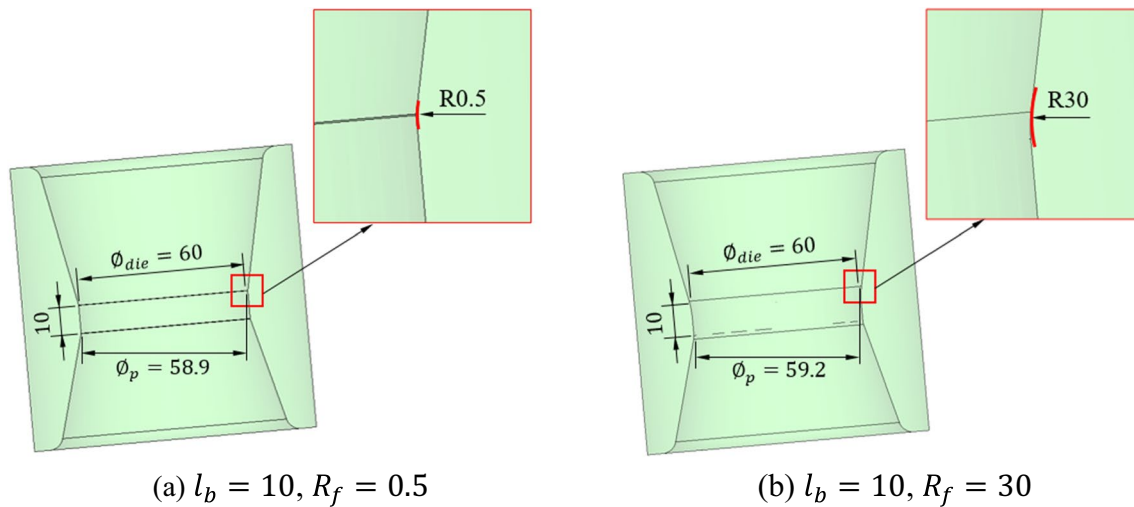 R0.5
Ø_die = 60
10
Ø_p = 58.9
(a) l_b = 10, R_f = 0.5
R30
Ø_die = 60
10
Ø_p = 59.2
(b) l_b = 10, R_f = 30